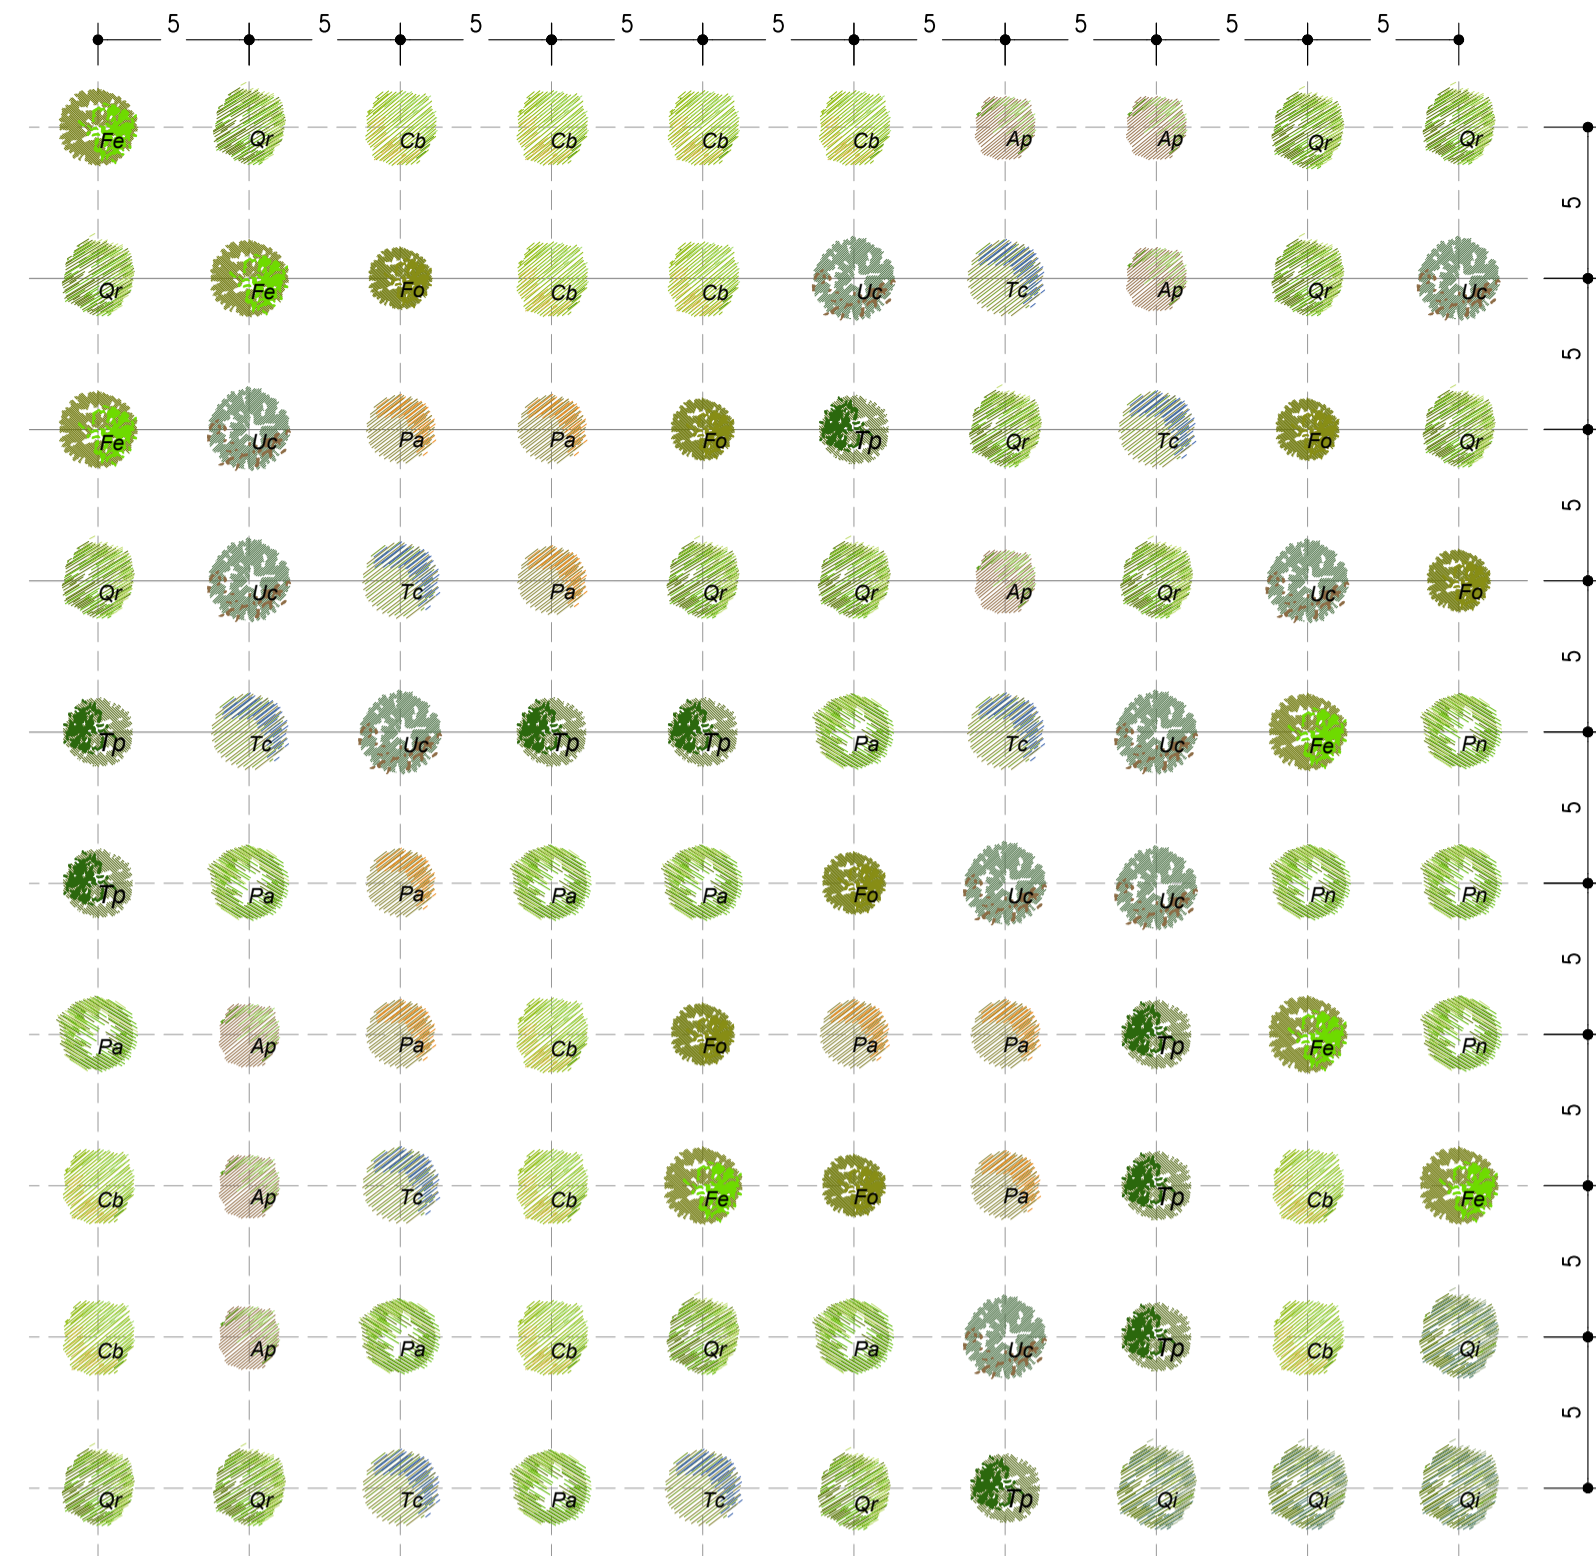 5 5 5 5 5 5 5 5 5
Fe Qr Cb Cb Cb Cb Ap Ap Qr Qr
5
Qr Fe Fo Cb Cb Uc Tc Ap Qr Uc
5
Fe Uc Pa Pa Fo Tp Qr Tc Fo Qr
5
Qr Uc Tc Pa Qr Qr Ap Qr Uc Fo
5
Tp Tc Uc Tp Tp Pa Tc Uc Fe Pn
5
Tp Pa Pa Pa Pa Fo Uc Uc Pn Pn
5
Pa Ap Pa Cb Fo Pa Pa Tp Fe Pn
5
Cb Ap Tc Cb Fe Fo Pa Tp Cb Fe
5
Cb Ap Pa Cb Qr Pa Uc Tp Cb Qi
5
Qr Qr Tc Pa Tc Qr Tp Qi Qi Qi